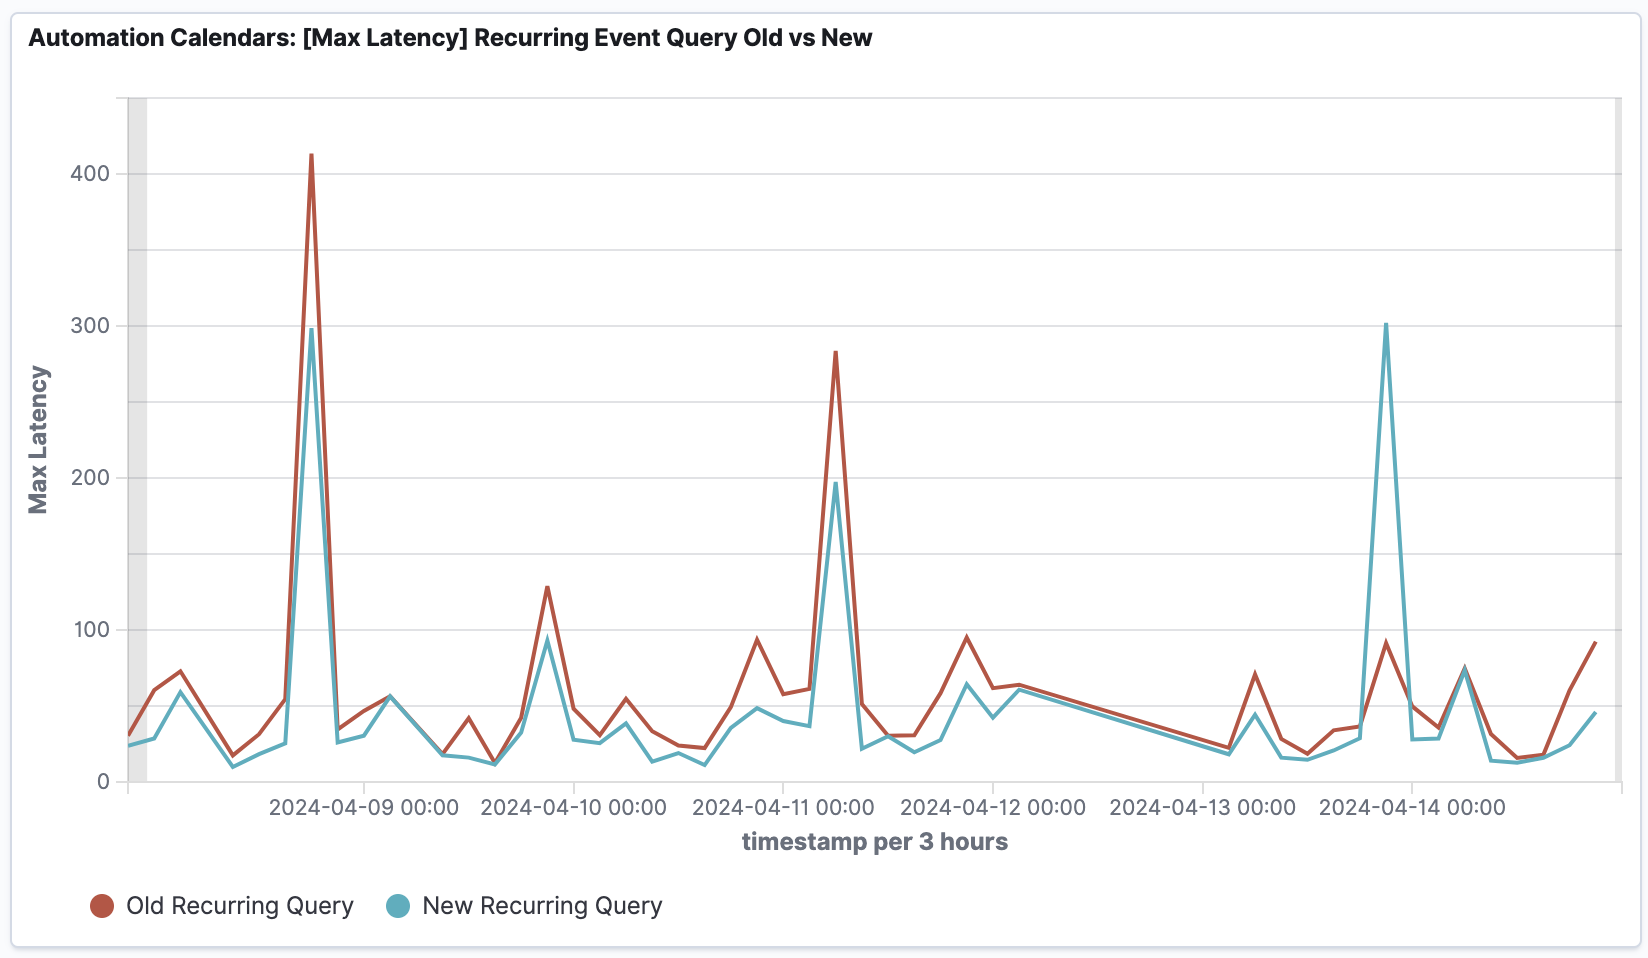 Automation Calendars: [Max Latency] Recurring Event Query Old vs New
400
300
200
100
0
Max Latency
2024-04-09 00:00 2024-04-10 00:00 2024-04-11 00:00 2024-04-12 00:00 2024-04-13 00:00 2024-04-14 00:00
timestamp per 3 hours
Old Recurring Query New Recurring Query